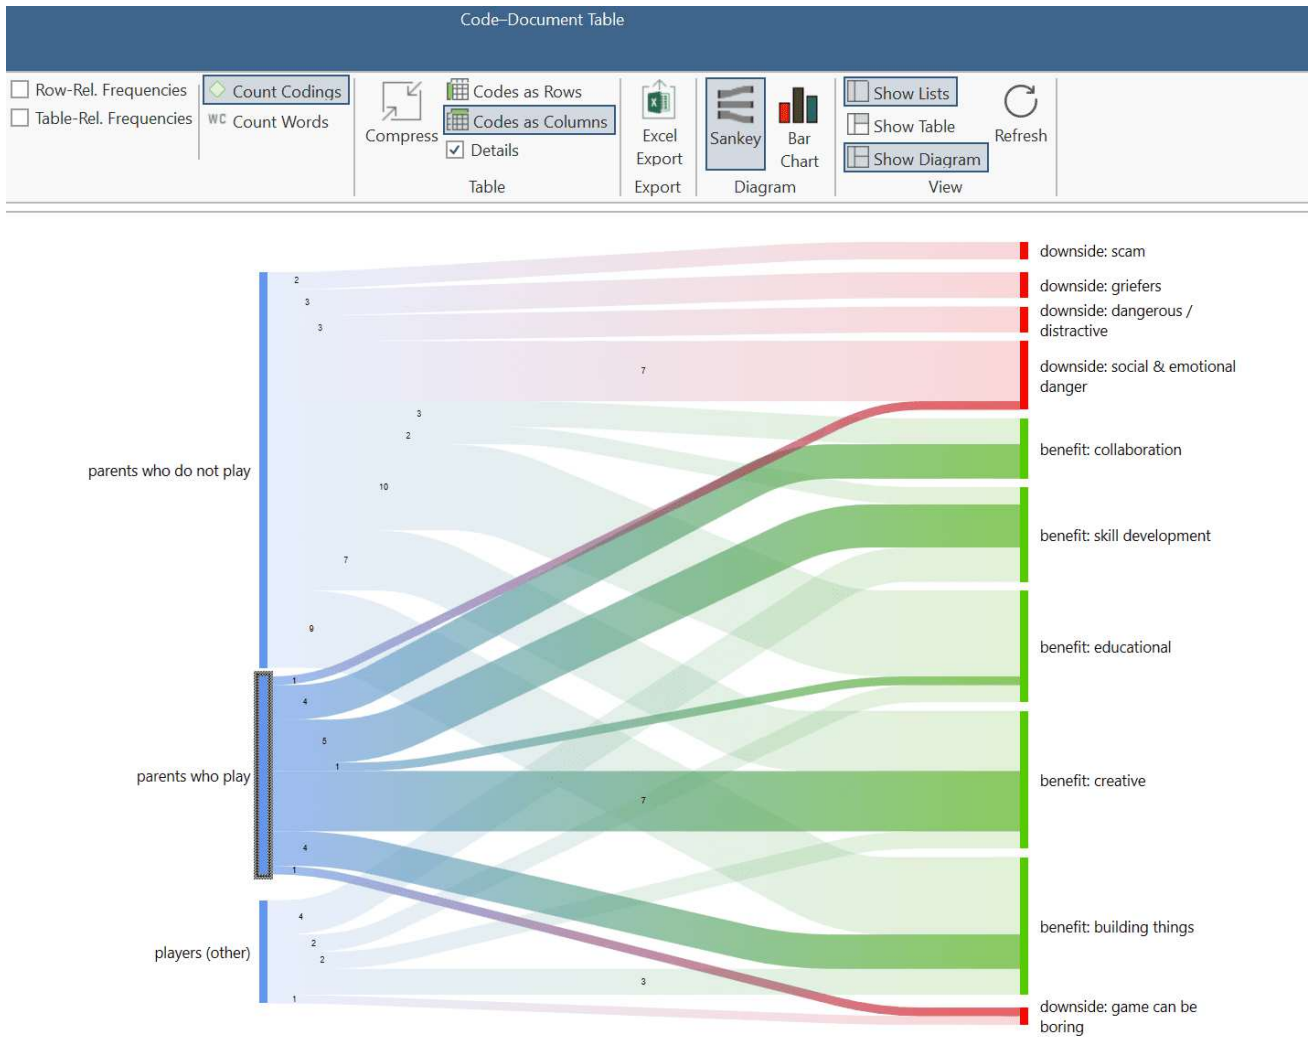 Code–Document Table
Row-Rel. Frequencies
Table-Rel. Frequencies
Count Codings
WC Count Words
Compress
Codes as Rows
Codes as Columns
Details
Table
Excel
Export
Export
Sankey
Bar
Chart
Diagram
Show Lists
Show Table
Show Diagram
View
Refresh
parents who do not play
parents who play
players (other)
2
3
3
7
3
2
10
7
9
1
4
5
1
7
4
1
4
2
2
3
1
downside: scam
downside: griefers
downside: dangerous /
distractive
downside: social & emotional
danger
benefit: collaboration
benefit: skill development
benefit: educational
benefit: creative
benefit: building things
downside: game can be
boring